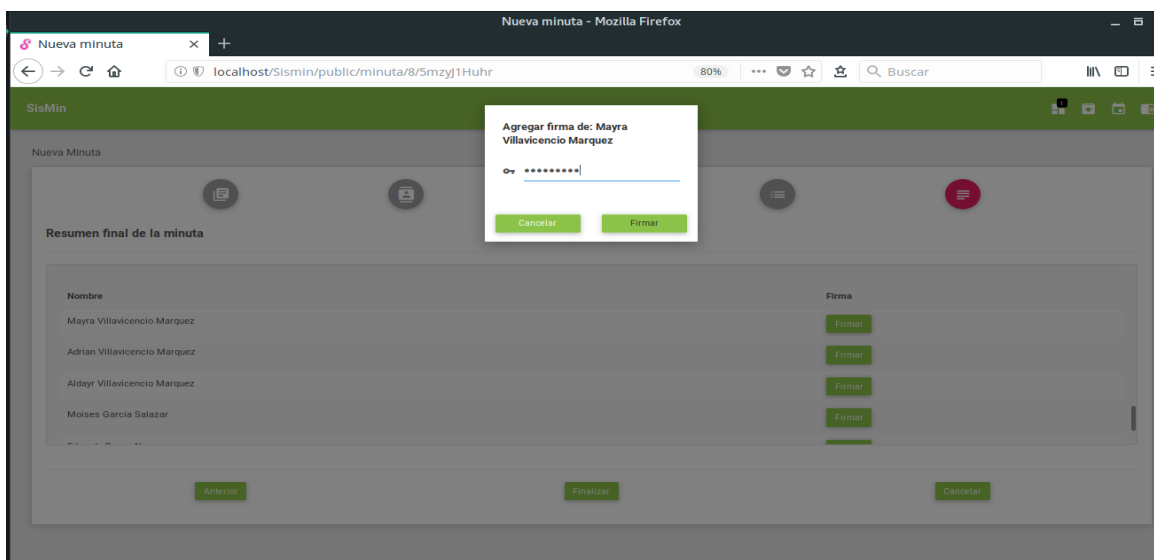 Nueva minuta - Mozilla Firefox
Nueva minuta
localhost/Sismin/public/minuta/8/5mzyJ1Huhr
80%
Buscar
SisMin
1
Agregar firma de: Mayra
Villavicencio Marquez
Cancelar Firmar
Nueva Minuta
Resumen final de la minuta
Nombre Firma
Mayra Villavicencio Marquez Firmar
Adrian Villavicencio Marquez Firmar
Aldayr Villavicencio Marquez Firmar
Moises Garcia Salazar Firmar
Anterior Finalizar Cancelar